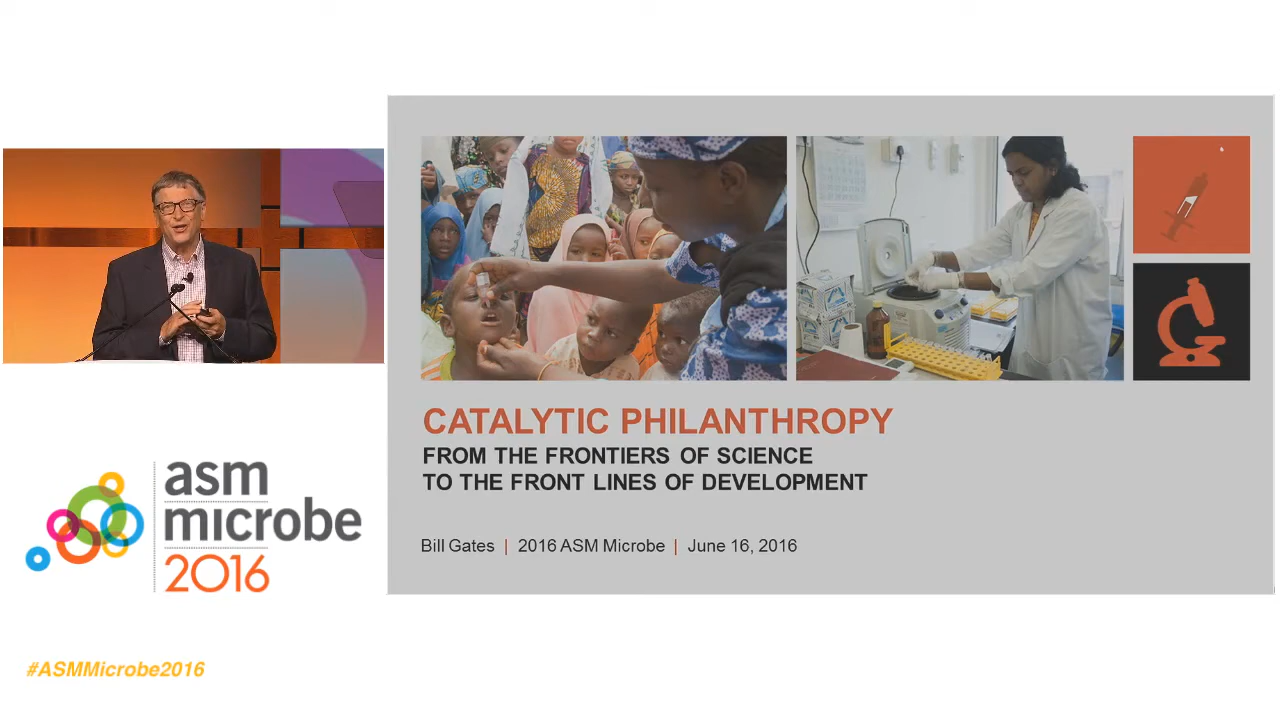 CATALYTIC PHILANTHROPY
FROM THE FRONTIERS OF SCIENCE
TO THE FRONT LINES OF DEVELOPMENT
Bill Gates | 2016 ASM Microbe | June 16, 2016
asm
microbe
2016
#ASMMicrobe2016